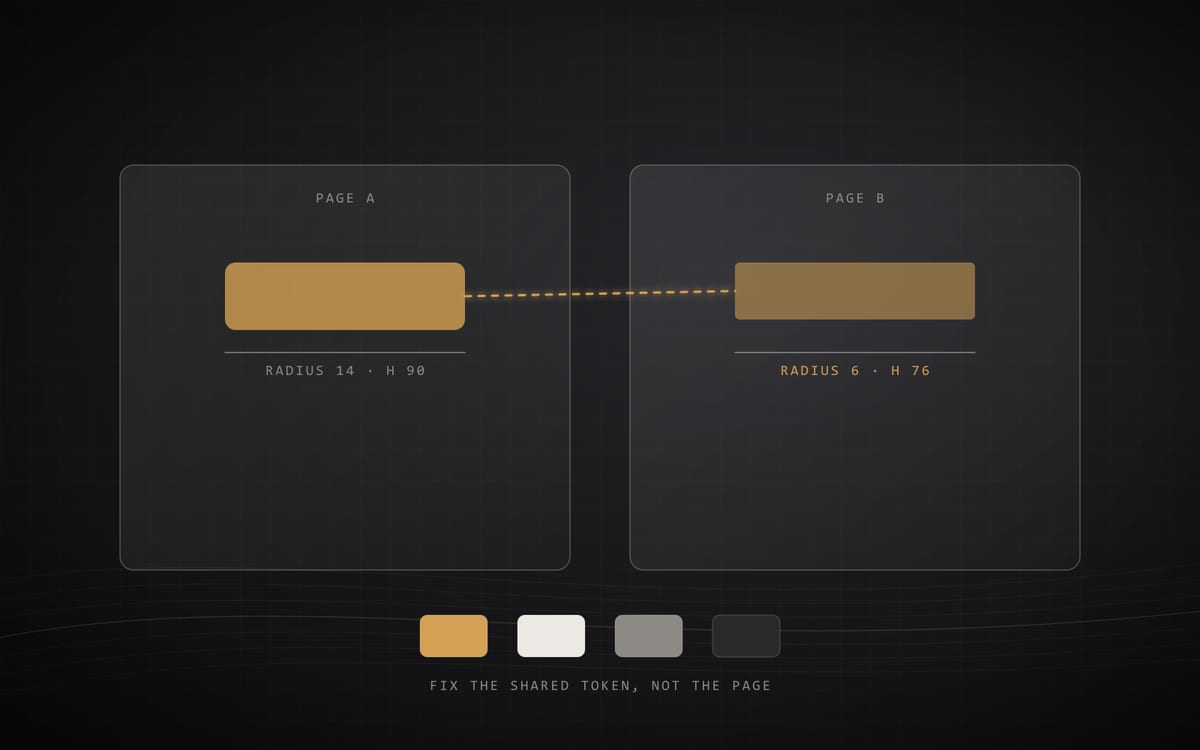 PAGE A
PAGE B
RADIUS 14 · H 90
RADIUS 6 · H 76
FIX THE SHARED TOKEN, NOT THE PAGE